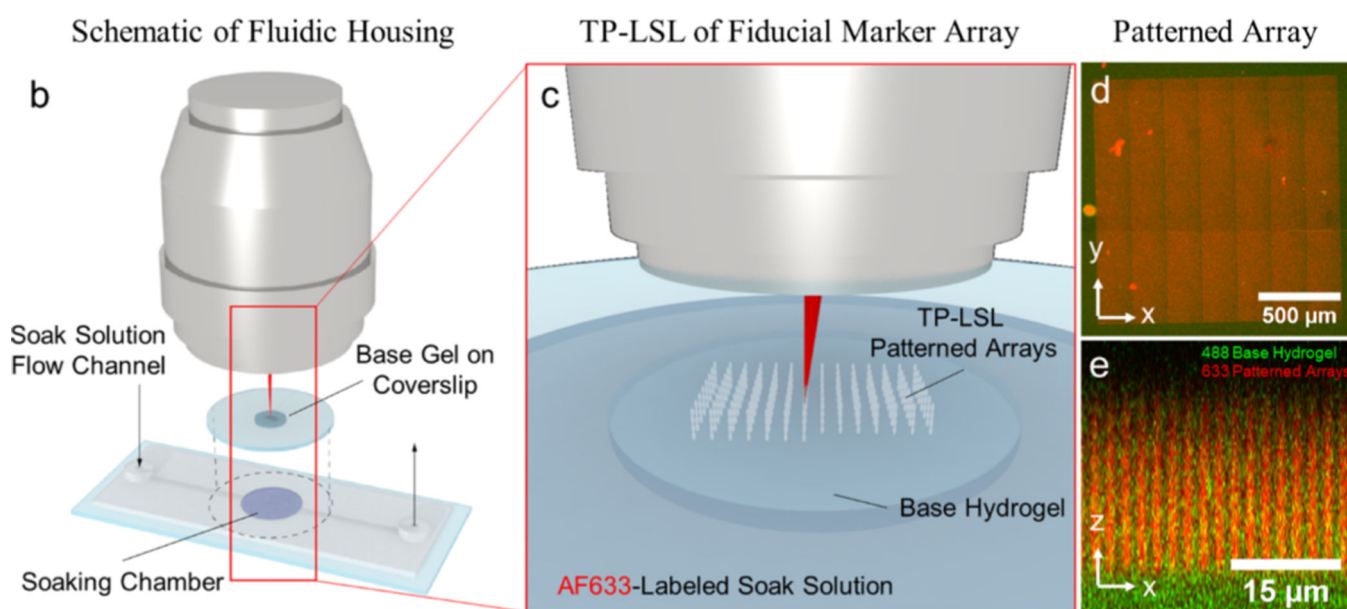 Schematic of Fluidic Housing
TP-LSL of Fiducial Marker Array
Patterned Array
b
Soak Solution
Flow Channel
Base Gel on
Coverslip
Soaking Chamber
c
TP-LSL
Patterned Arrays
Base Hydrogel
AF633-Labeled Soak Solution
d
y
x
500 µm
e
488 Base Hydrogel
633 Patterned Arrays
z
x
15 µm